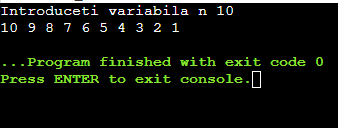 Introduceti variabila n 10
10 9 8 7 6 5 4 3 2 1
...Program finished with exit code 0
Press ENTER to exit console.